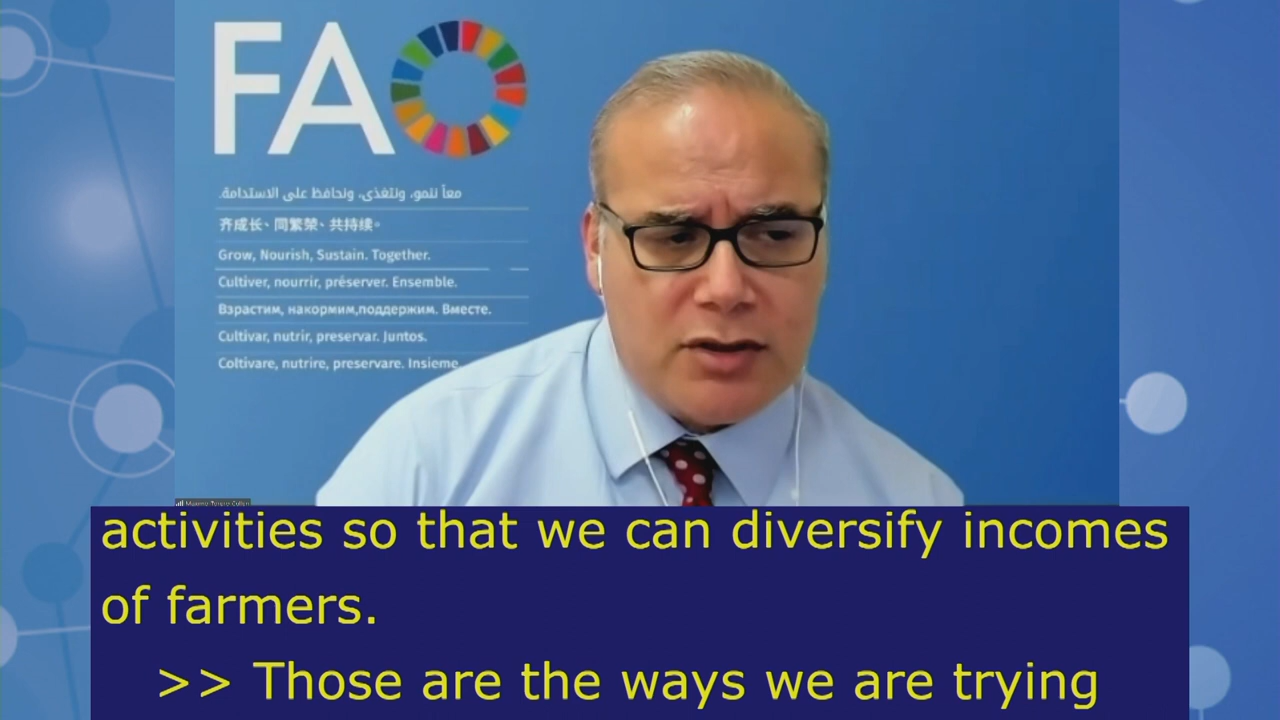 FAO
معاً ننمو، ونتغذى، ونحافظ على الاستدامة.
齐成长、同繁荣、共持续。
Grow, Nourish, Sustain. Together.
Cultiver, nourrir, préserver. Ensemble.
Взрастим, накормим,поддержим. Вместе.
Cultivar, nutrir, preservar. Juntos.
Coltivare, nutrire, preservare. Insieme.
activities so that we can diversify incomes
of farmers.
>> Those are the ways we are trying